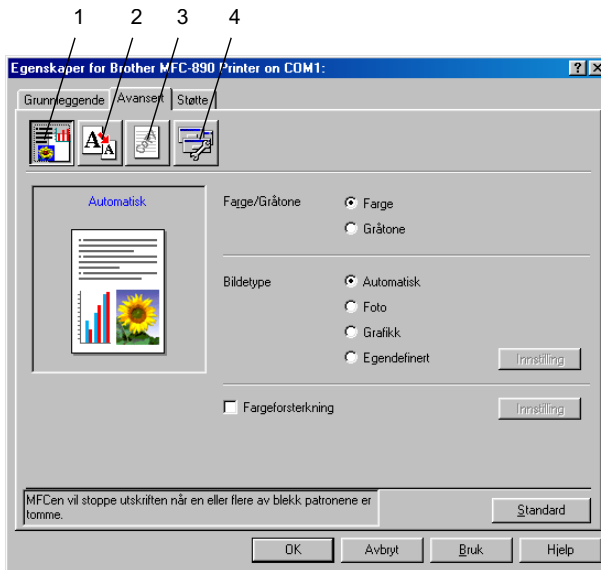 1 2 3 4
Egenskaper for Brother MFC-890 Printer on COM1:
Grunnleggende Avansert Støtte
Automatisk
Farge/Gråtone
Farge
Gråtone
Bildetype
Automatisk
Foto
Grafikk
Egendefinert
Innstilling
Fargeforsterkning
Innstilling
MFCen vil stoppe utskriften når en eller flere av blekk patronene er
tomme.
Standard
OK Avbryt Bruk Hjelp